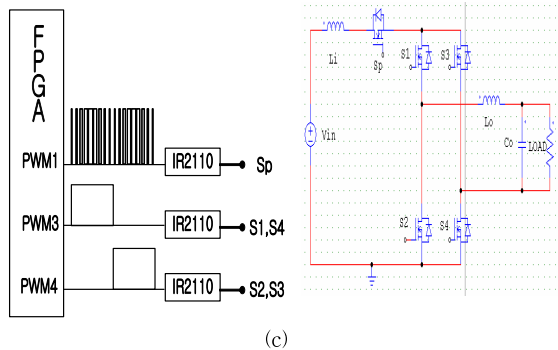 FPGA
PWM1
IR2110
Sp
PWM3
IR2110
S1,S4
PWM4
IR2110
S2,S3
Li
Sp
S1
S3
Vin
Lo
Co
LOAD
S2
S4
(c)